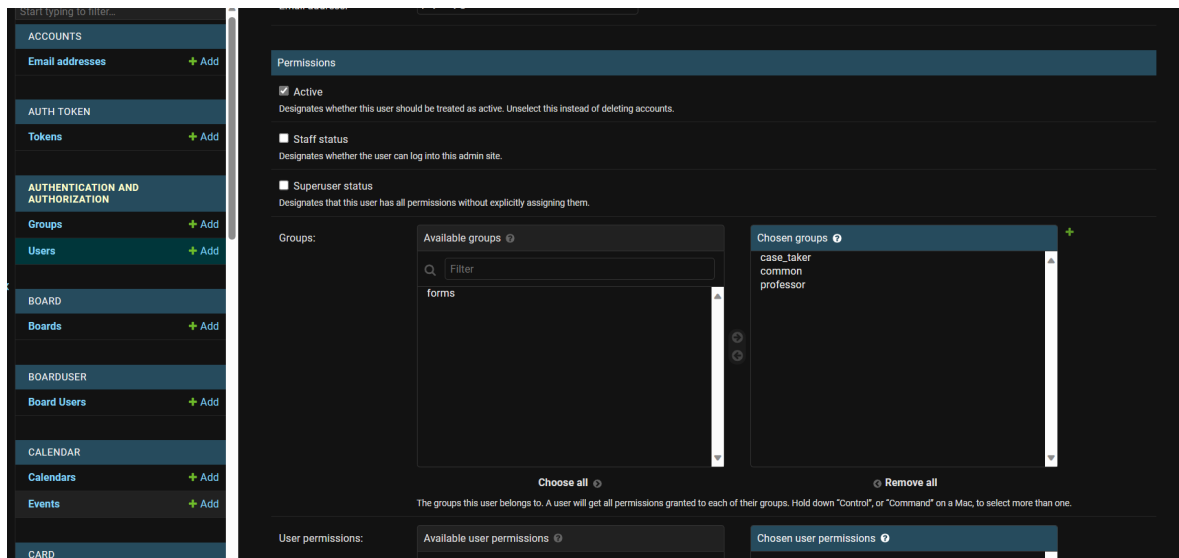 Start typing to filter...
ACCOUNTS
Email addresses + Add
AUTH TOKEN
Tokens + Add
AUTHENTICATION AND
AUTHORIZATION
Groups + Add
Users + Add
BOARD
Boards + Add
BOARDUSER
Board Users + Add
CALENDAR
Calendars + Add
Events + Add
CARD
Permissions
Active
Designates whether this user should be treated as active. Unselect this instead of deleting accounts.
Staff status
Designates whether the user can log into this admin site.
Superuser status
Designates that this user has all permissions without explicitly assigning them.
Groups:
Available groups
Filter
forms
Choose all
Chosen groups
case_taker
common
professor
Remove all
The groups this user belongs to. A user will get all permissions granted to each of their groups. Hold down “Control”, or “Command” on a Mac, to select more than one.
User permissions:
Available user permissions
Chosen user permissions